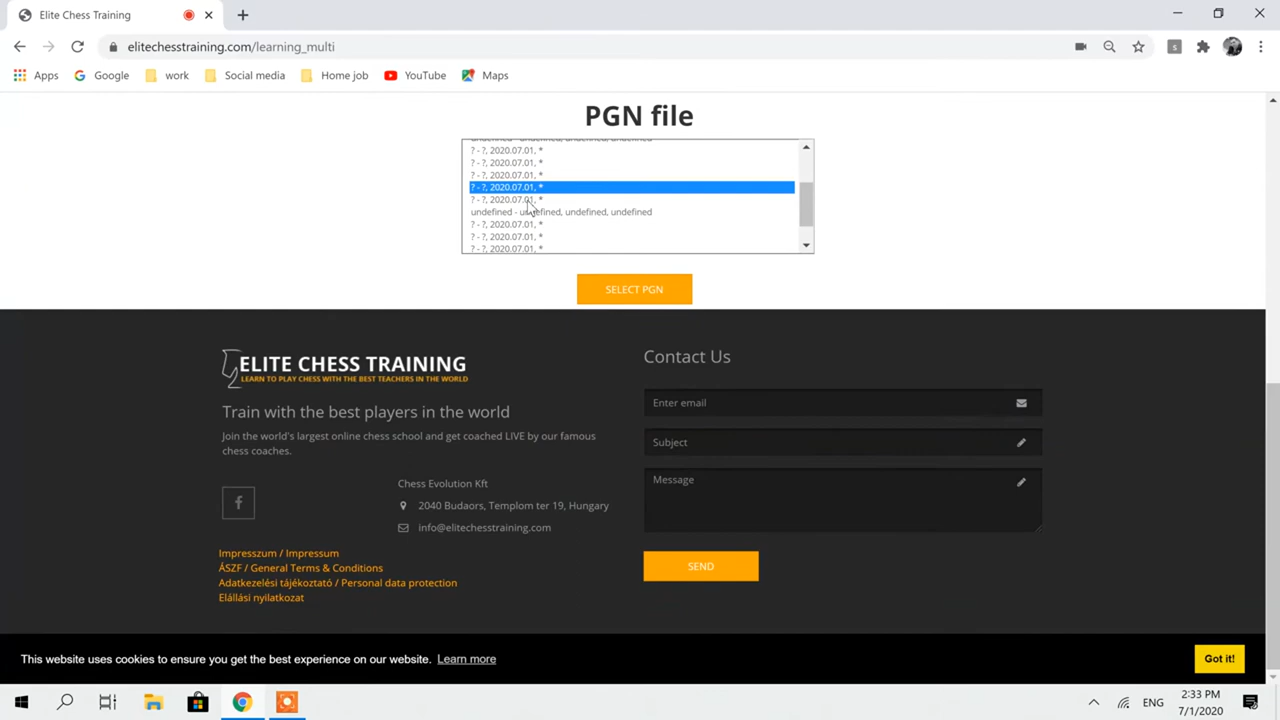 Elite Chess Training
elitechesstraining.com/learning_multi
Apps Google work Social media Home job YouTube Maps
PGN file
undefined - undefined, undefined, undefined
? - ?, 2020.07.01, *
? - ?, 2020.07.01, *
? - ?, 2020.07.01, *
? - ?, 2020.07.01, *
? - ?, 2020.07.01, *
undefined - undefined, undefined, undefined
? - ?, 2020.07.01, *
? - ?, 2020.07.01, *
? - ?, 2020.07.01, *
SELECT PGN
ELITE CHESS TRAINING
LEARN TO PLAY CHESS WITH THE BEST TEACHERS IN THE WORLD
Train with the best players in the world
Join the world's largest online chess school and get coached LIVE by our famous
chess coaches.
Chess Evolution Kft
2040 Budaors, Templom ter 19, Hungary
info@elitechesstraining.com
Impresszum / Impressum
ÁSZF / General Terms & Conditions
Adatkezelési tájékoztató / Personal data protection
Elállási nyilatkozat
Contact Us
Enter email
Subject
Message
SEND
This website uses cookies to ensure you get the best experience on our website. Learn more
Got it!
ENG
2:33 PM
7/1/2020